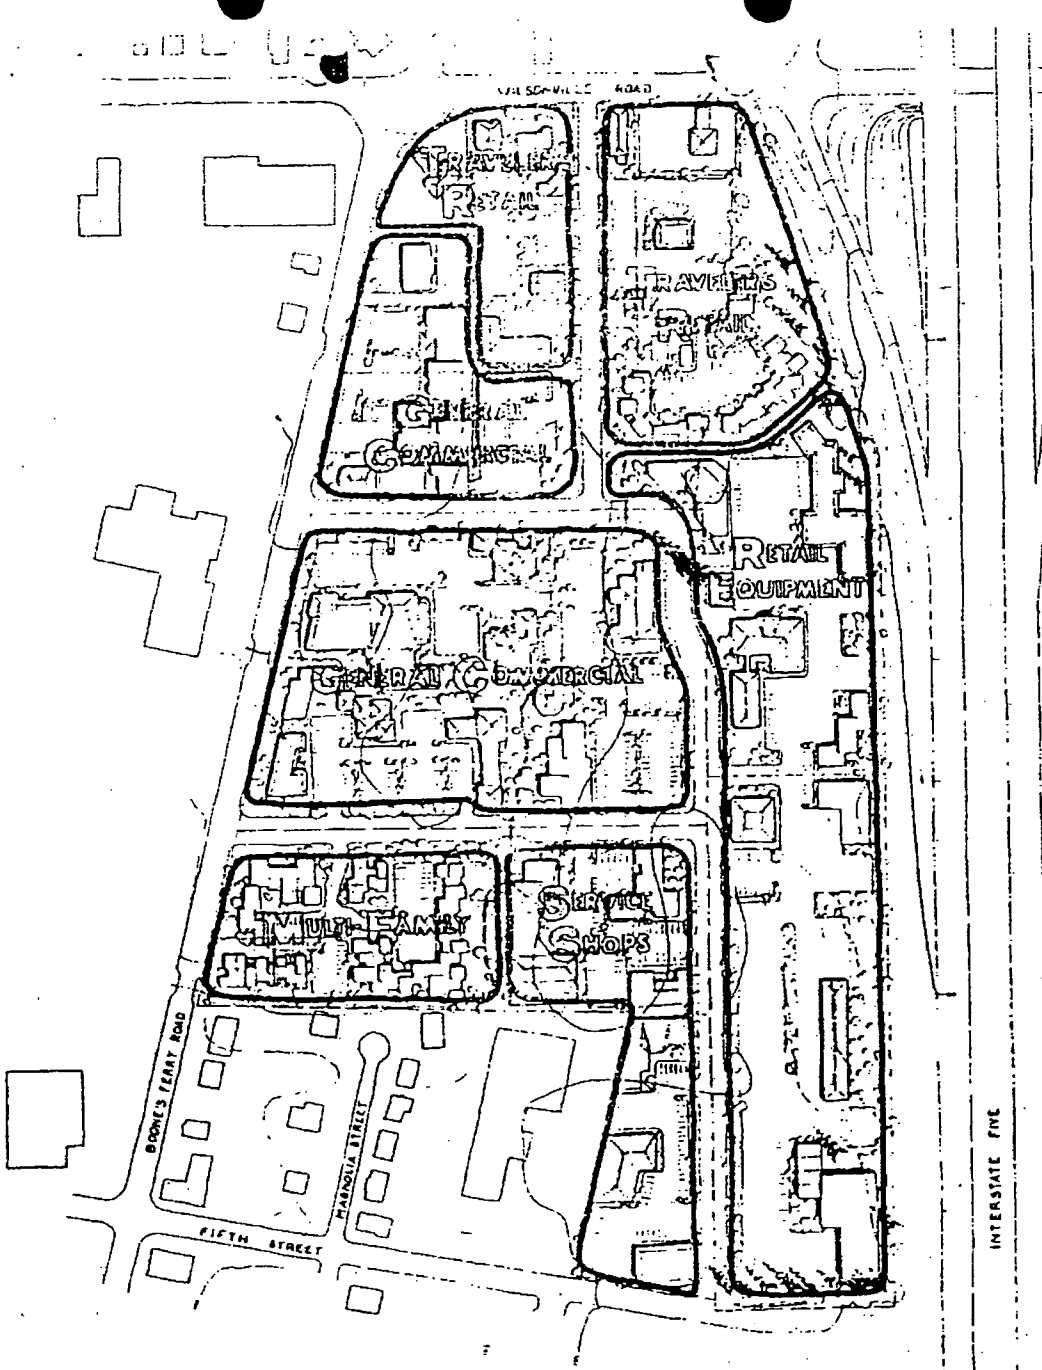 WILSONVILLE ROAD
TRAVELER
RETAIL
TRAVELERS
RETAIL
GENERAL
COMMERCIAL
RETAIL
EQUIPMENT
GENERAL COMMERCIAL
MULTI-FAMILY
SERVICE
SHOPS
BOONE'S FERRY ROAD
MAGNOLIA STREET
FIFTH STREET
INTERSTATE FIVE